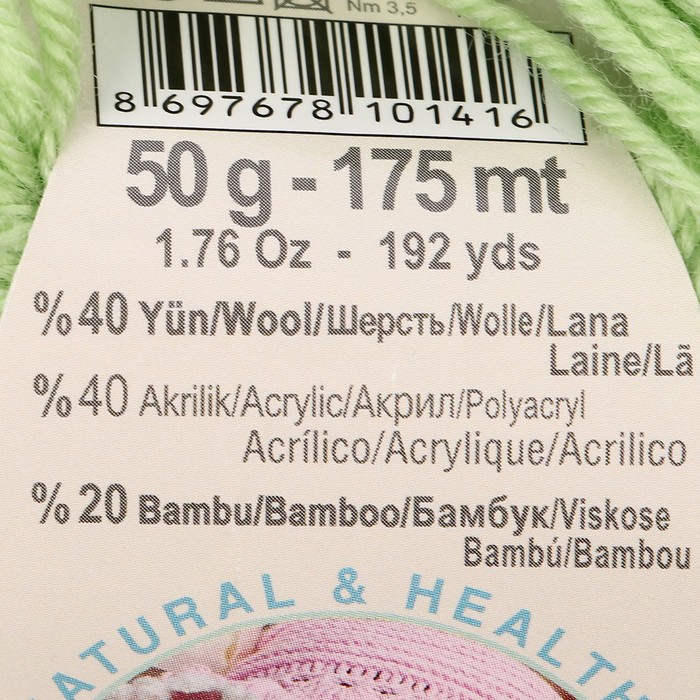 Nm 3,5
8 697678 101416
50 g - 175 mt
1.76 Oz - 192 yds
%40 Yün/Wool/Шерсть/Wolle/Lana
Laine/Lã
%40 Akrilik/Acrylic/Акрил/Polyacryl
Acrílico/Acrylique/Acrilico
%20 Bambu/Bamboo/Бамбук/Viskose
Bambú/Bambou
NATURAL & HEALTH